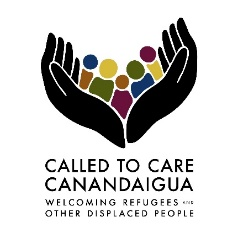 CALLED TO CARE
CANANDAIGUA
WELCOMING REFUGEES AND
OTHER DISPLACED PEOPLE